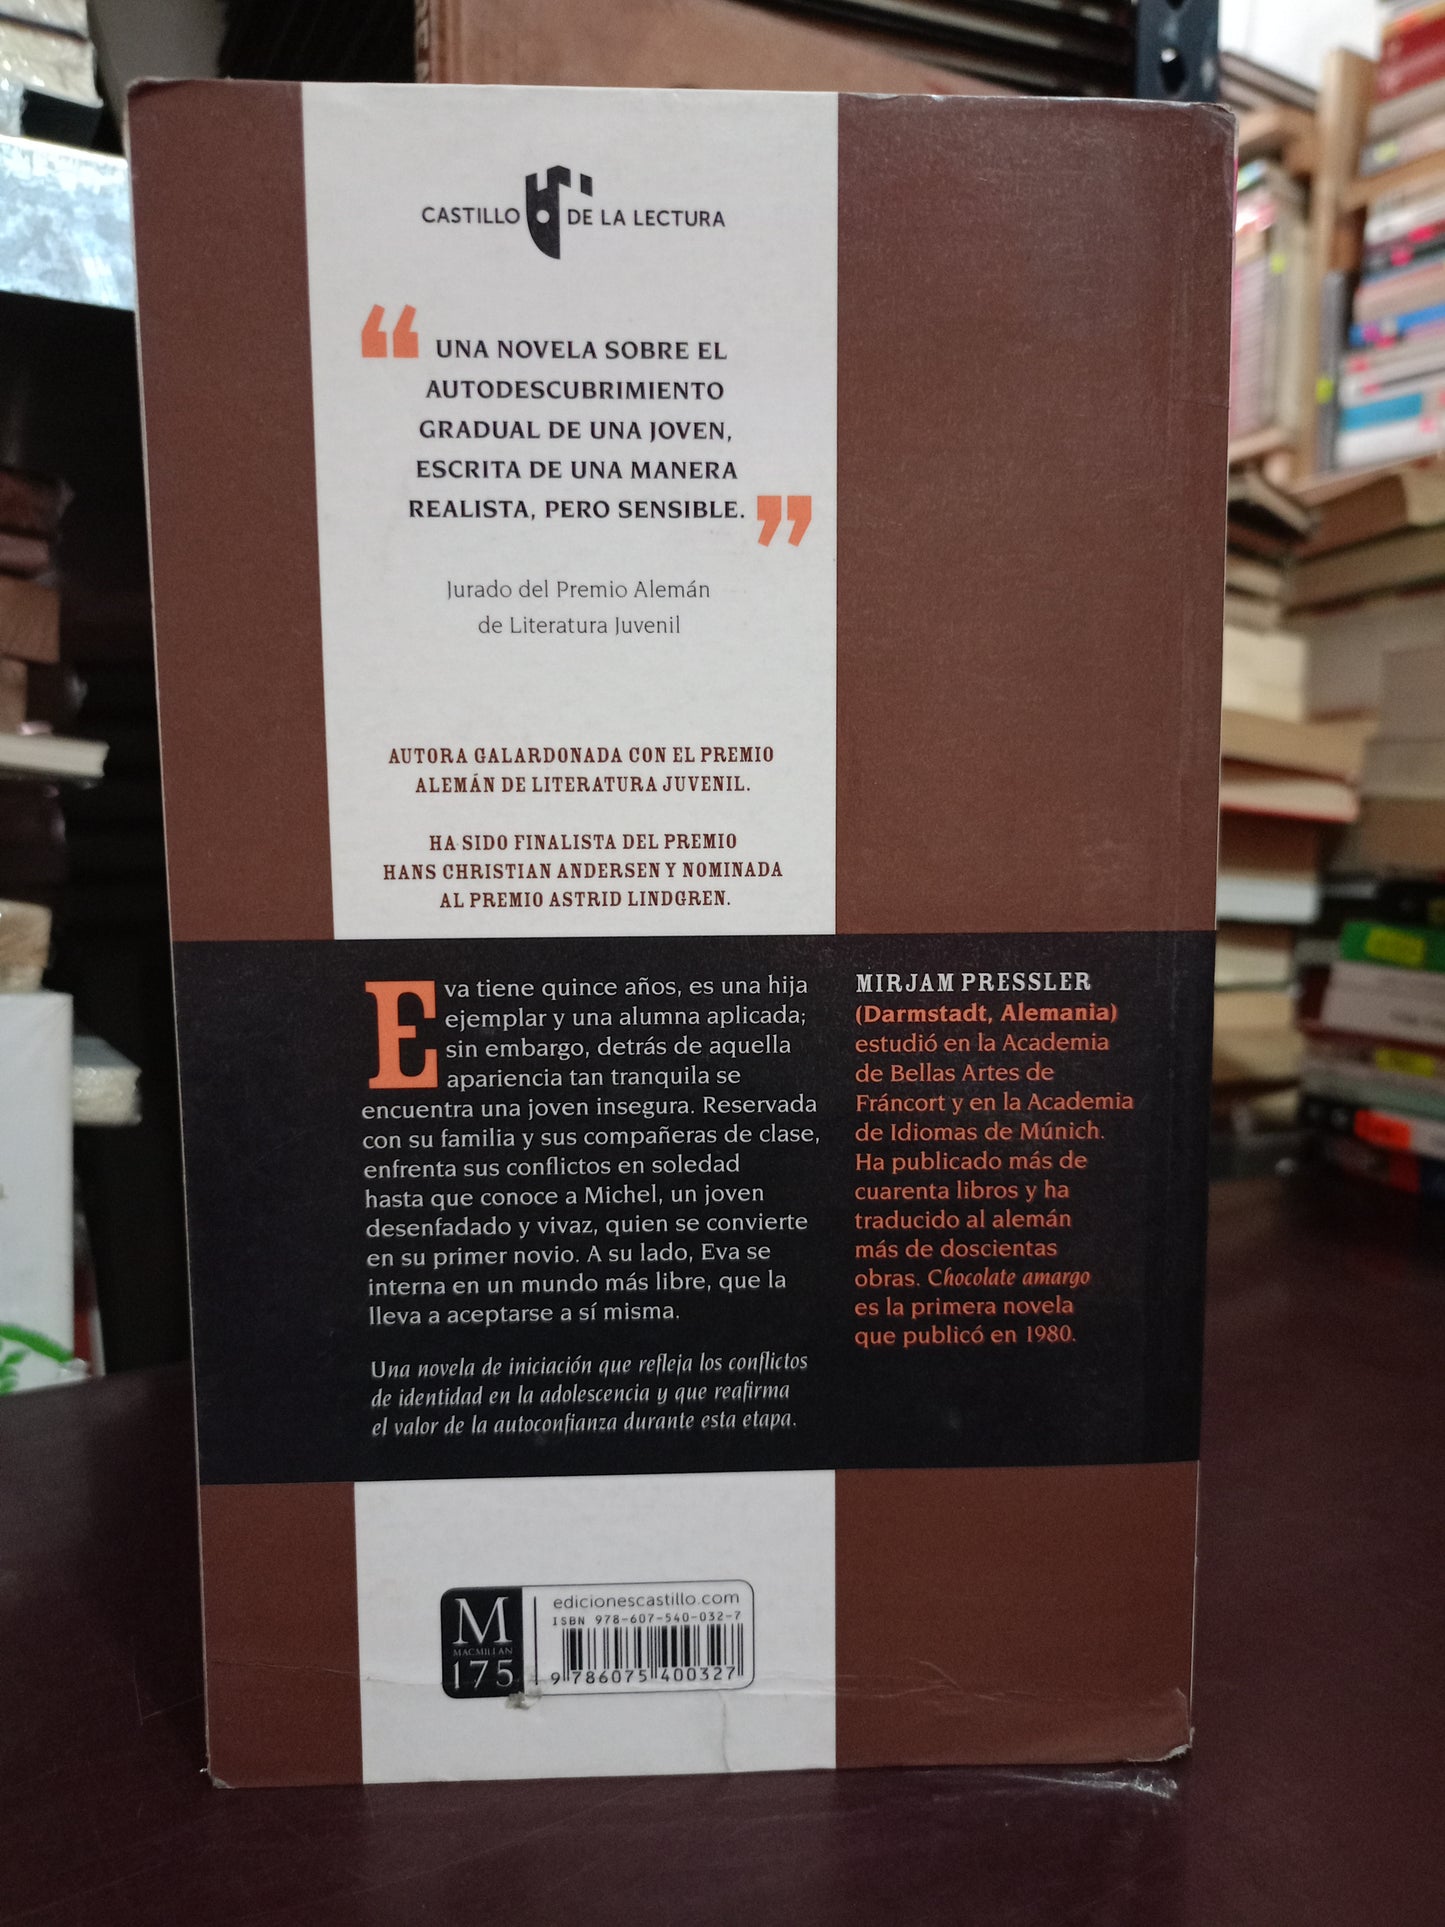 CASTILLO DE LA LECTURA
“ UNA NOVELA SOBRE EL
AUTODESCUBRIMIENTO
GRADUAL DE UNA JOVEN,
ESCRITA DE UNA MANERA
REALISTA, PERO SENSIBLE. ”
Jurado del Premio Alemán
de Literatura Juvenil
AUTORA GALARDONADA CON EL PREMIO
ALEMÁN DE LITERATURA JUVENIL.
HA SIDO FINALISTA DEL PREMIO
HANS CHRISTIAN ANDERSEN Y NOMINADA
AL PREMIO ASTRID LINDGREN.
Eva tiene quince años, es una hija
ejemplar y una alumna aplicada;
sin embargo, detrás de aquella
apariencia tan tranquila se
encuentra una joven insegura. Reservada
con su familia y sus compañeras de clase,
enfrenta sus conflictos en soledad
hasta que conoce a Michel, un joven
desenfadado y vivaz, quien se convierte
en su primer novio. A su lado, Eva se
interna en un mundo más libre, que la
lleva a aceptarse a sí misma.
Una novela de iniciación que refleja los conflictos
de identidad en la adolescencia y que reafirma
el valor de la autoconfianza durante esta etapa.
MIRJAM PRESSLER
(Darmstadt, Alemania)
estudió en la Academia
de Bellas Artes de
Fráncort y en la Academia
de Idiomas de Múnich.
Ha publicado más de
cuarenta libros y ha
traducido al alemán
más de doscientas
obras. Chocolate amargo
es la primera novela
que publicó en 1980.
M
MACMILLAN
175
edicionescastillo.com
ISBN 978-607-540-032-7
9 786075 400327